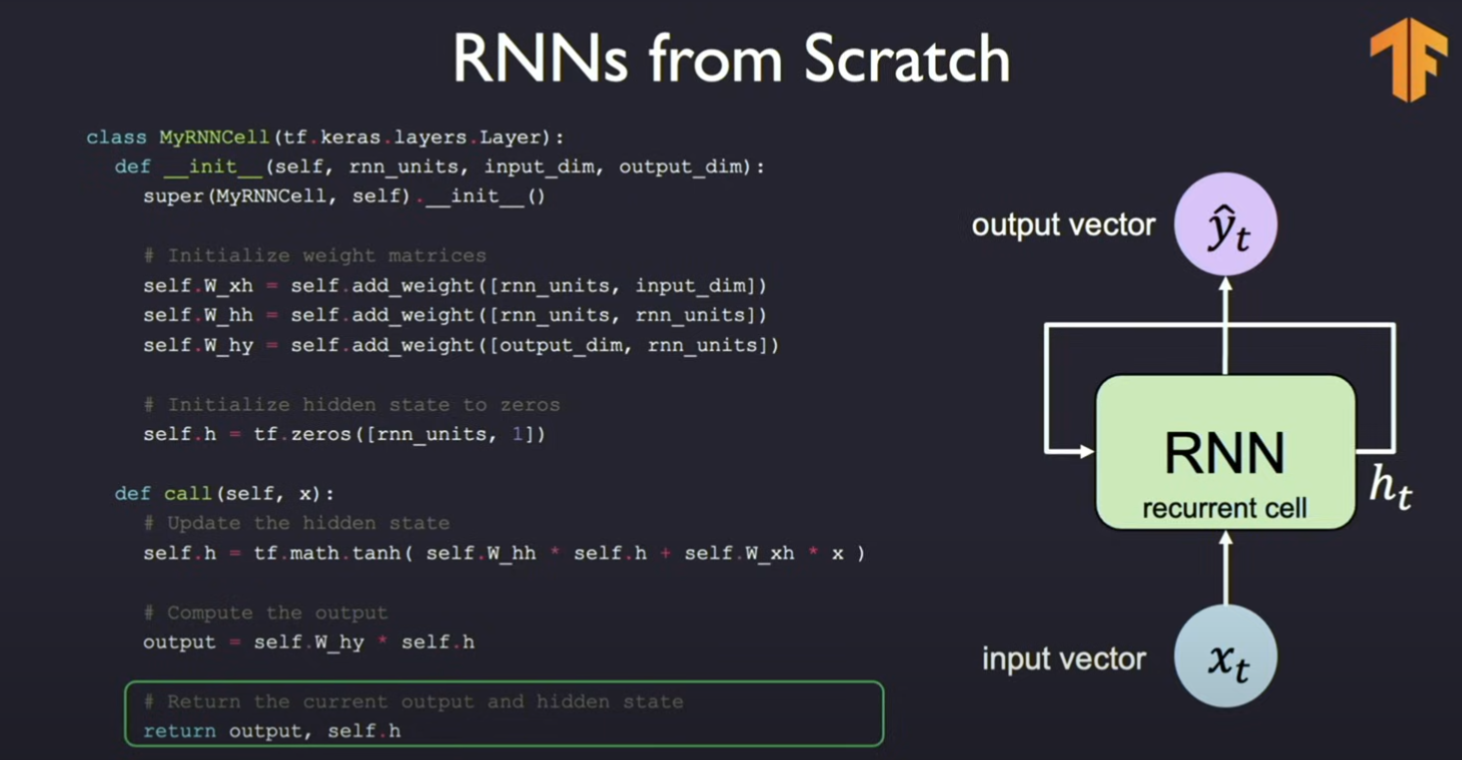 RNNs from Scratch
class MyRNNCell(tf.keras.layers.Layer):
def __init__(self, rnn_units, input_dim, output_dim):
super(MyRNNCell, self).__init__()
# Initialize weight matrices
self.W_xh = self.add_weight([rnn_units, input_dim])
self.W_hh = self.add_weight([rnn_units, rnn_units])
self.W_hy = self.add_weight([output_dim, rnn_units])
# Initialize hidden state to zeros
self.h = tf.zeros([rnn_units, 1])
def call(self, x):
# Update the hidden state
self.h = tf.math.tanh( self.W_hh * self.h + self.W_xh * x )
# Compute the output
output = self.W_hy * self.h
# Return the current output and hidden state
return output, self.h
output vector
ŷₜ
RNN
recurrent cell
hₜ
input vector
xₜ